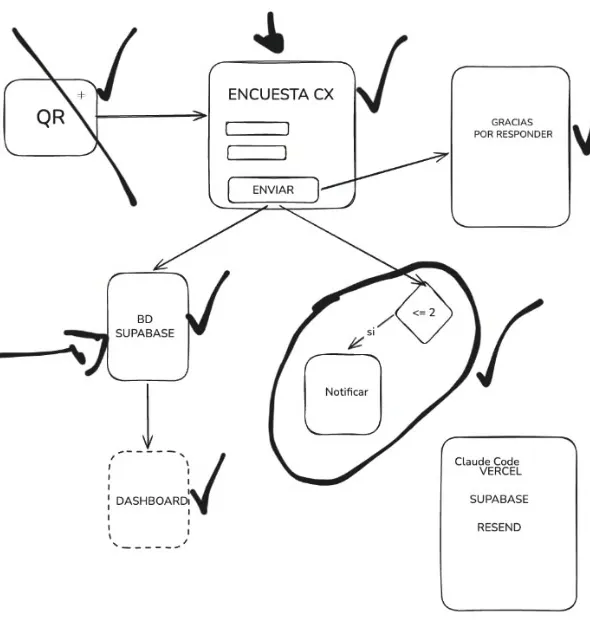 QR
ENCUESTA CX
ENVIAR
GRACIAS
POR RESPONDER
BD
SUPABASE
<= 2
si
Notificar
DASHBOARD
Claude Code
VERCEL
SUPABASE
RESEND